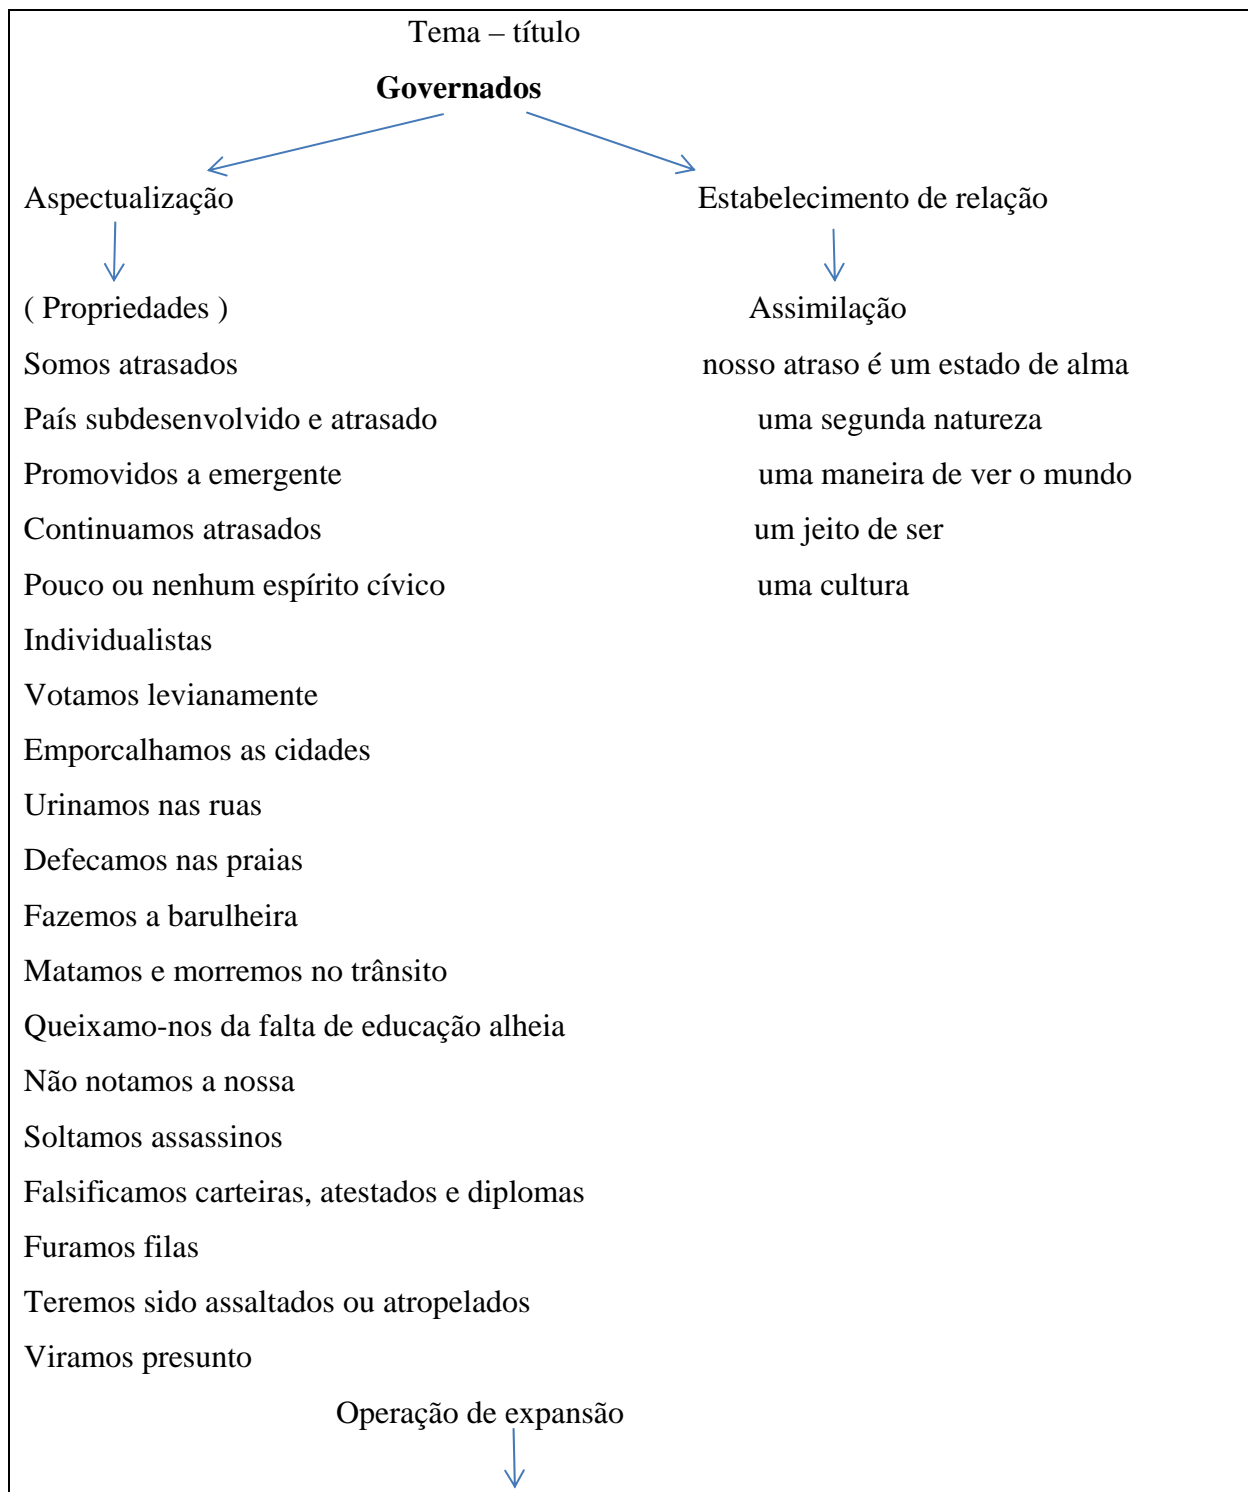 Tema – título
Governados
Aspectualização Estabelecimento de relação
( Propriedades ) Assimilação
Somos atrasados nosso atraso é um estado de alma
País subdesenvolvido e atrasado uma segunda natureza
Promovidos a emergente uma maneira de ver o mundo
Continuamos atrasados um jeito de ser
Pouco ou nenhum espírito cívico uma cultura
Individualistas
Votamos levianamente
Emporcalhamos as cidades
Urinamos nas ruas
Defecamos nas praias
Fazemos a barulheira
Matamos e morremos no trânsito
Queixamo-nos da falta de educação alheia
Não notamos a nossa
Soltamos assassinos
Falsificamos carteiras, atestados e diplomas
Furamos filas
Teremos sido assaltados ou atropelados
Viramos presunto
Operação de expansão